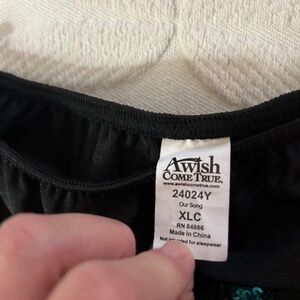 A wish
COME TRUE.
www.awishcometrue.com
24024Y
Our Song
XLC
RN 84986
Made in China
Not intended for sleepwear